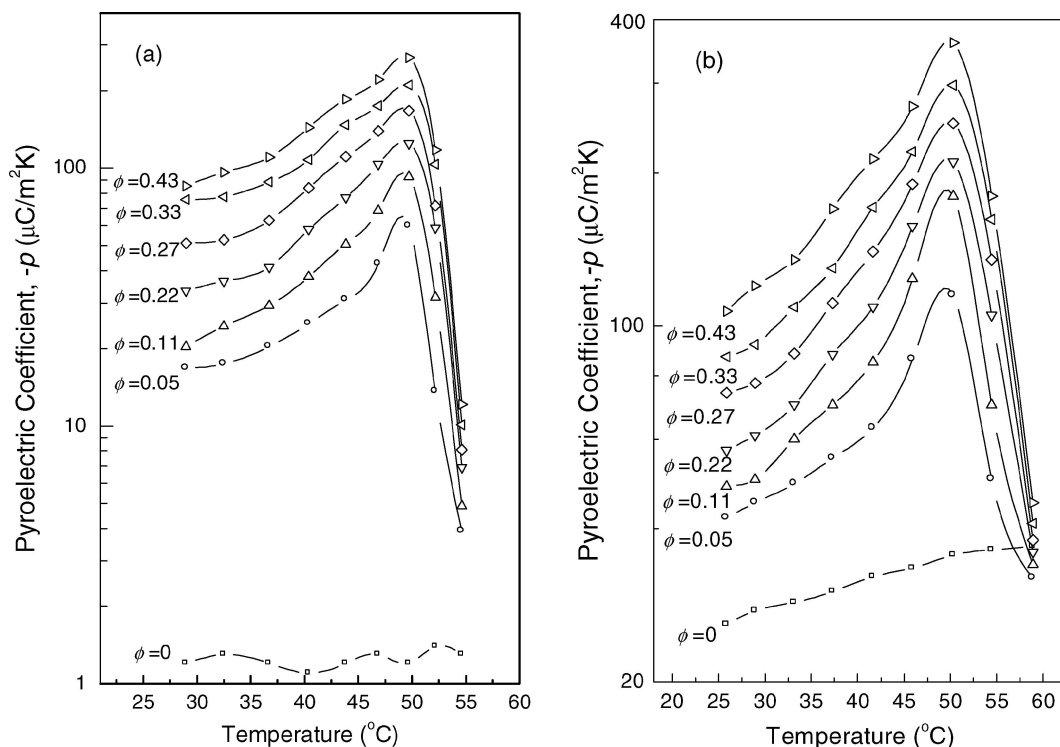 (a)
Pyroelectric Coefficient, -p (μC/m²K)
100
10
1
ϕ=0.43
ϕ=0.33
ϕ=0.27
ϕ=0.22
ϕ=0.11
ϕ=0.05
ϕ=0
25 30 35 40 45 50 55 60
Temperature (°C)
(b)
Pyroelectric Coefficient,-p (μC/m²K)
400
100
20
ϕ=0.43
ϕ=0.33
ϕ=0.27
ϕ=0.22
ϕ=0.11
ϕ=0.05
ϕ=0
20 25 30 35 40 45 50 55 60
Temperature (°C)